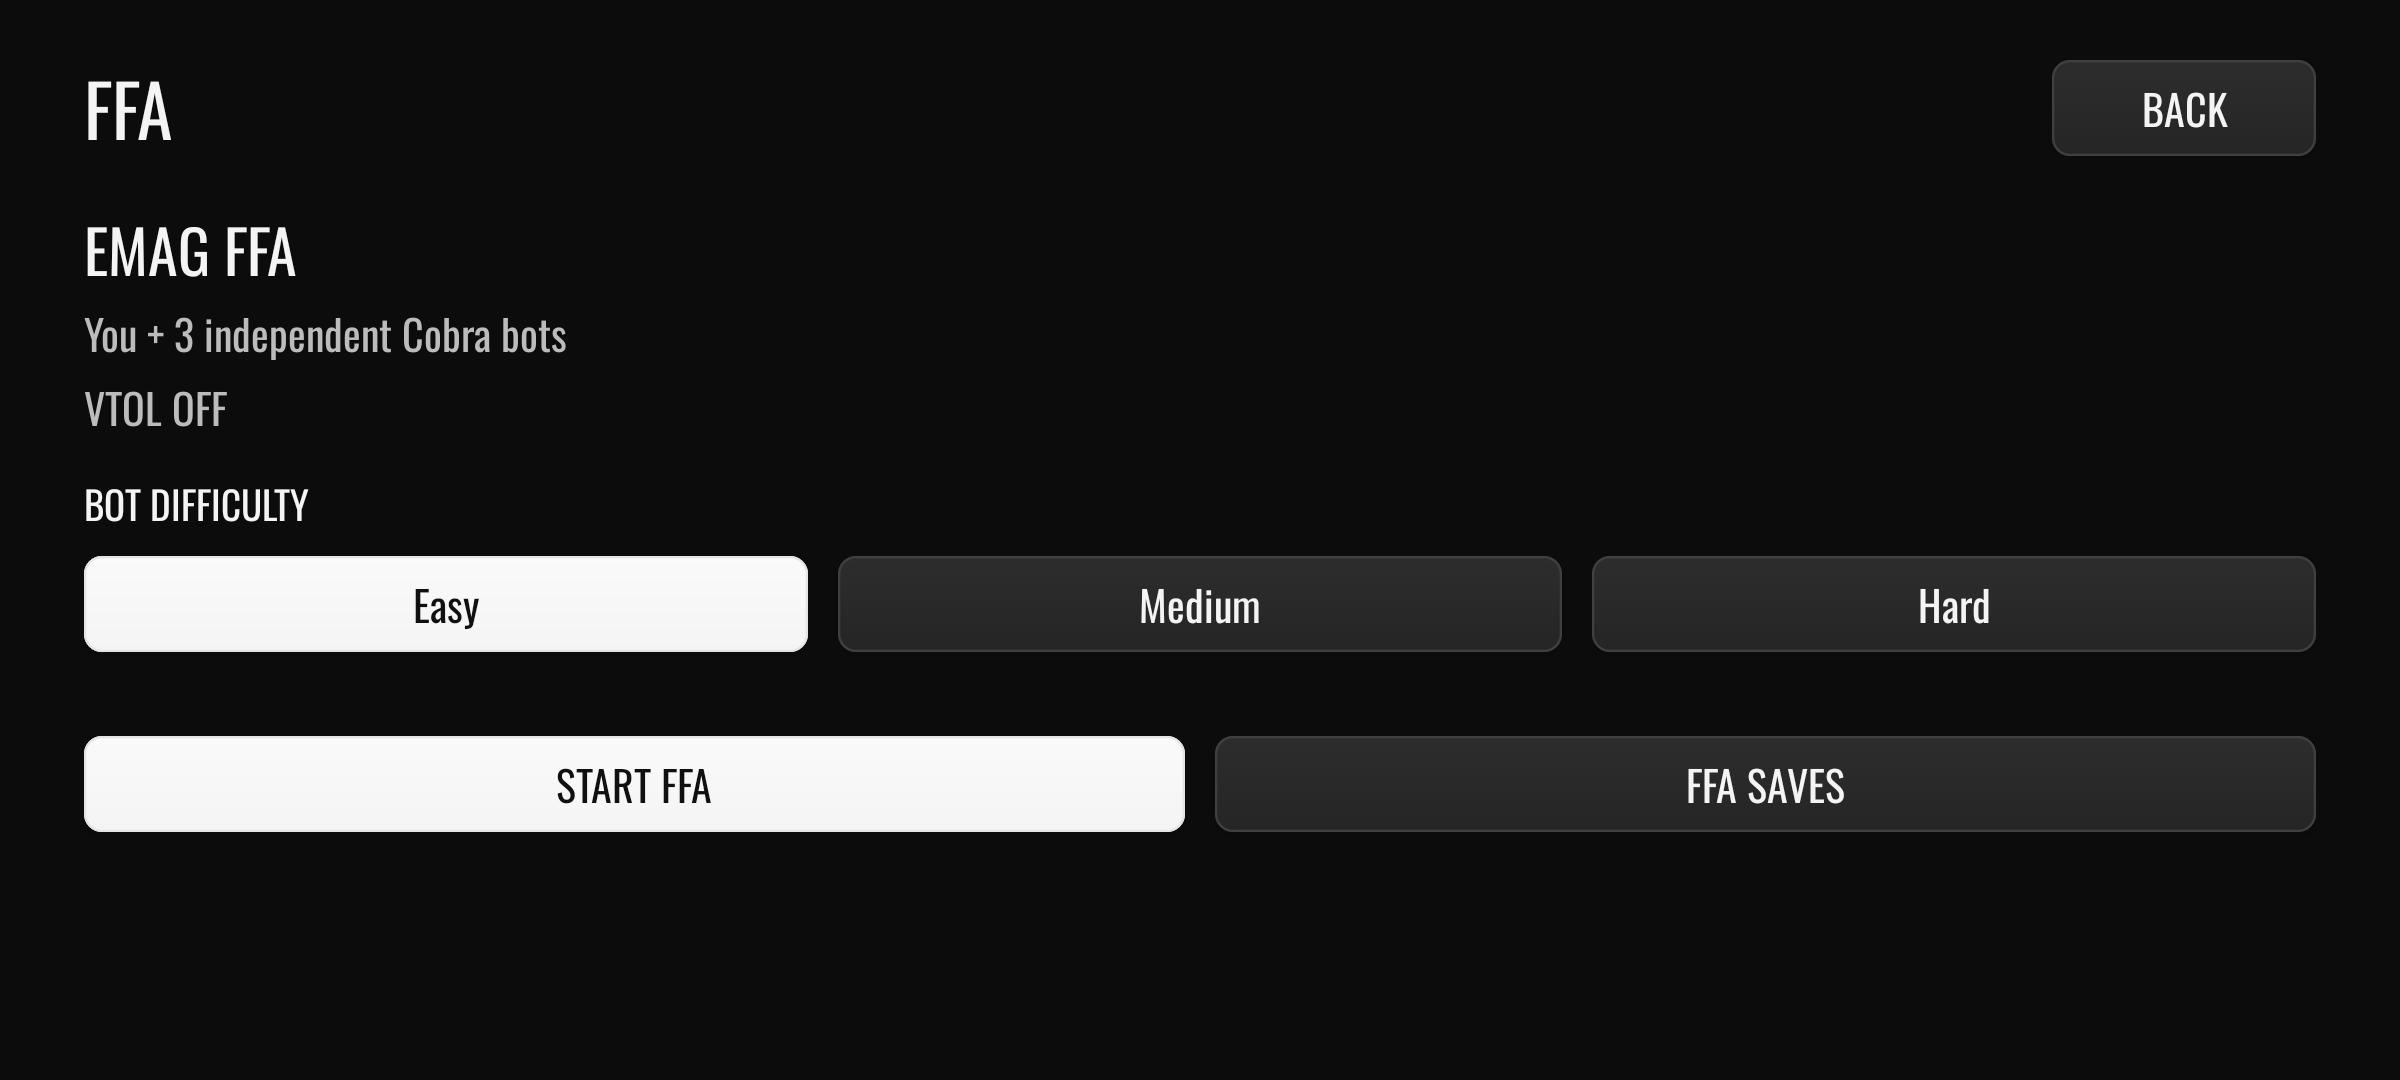 FFA
BACK
EMAG FFA
You + 3 independent Cobra bots
VTOL OFF
BOT DIFFICULTY
Easy
Medium
Hard
START FFA
FFA SAVES